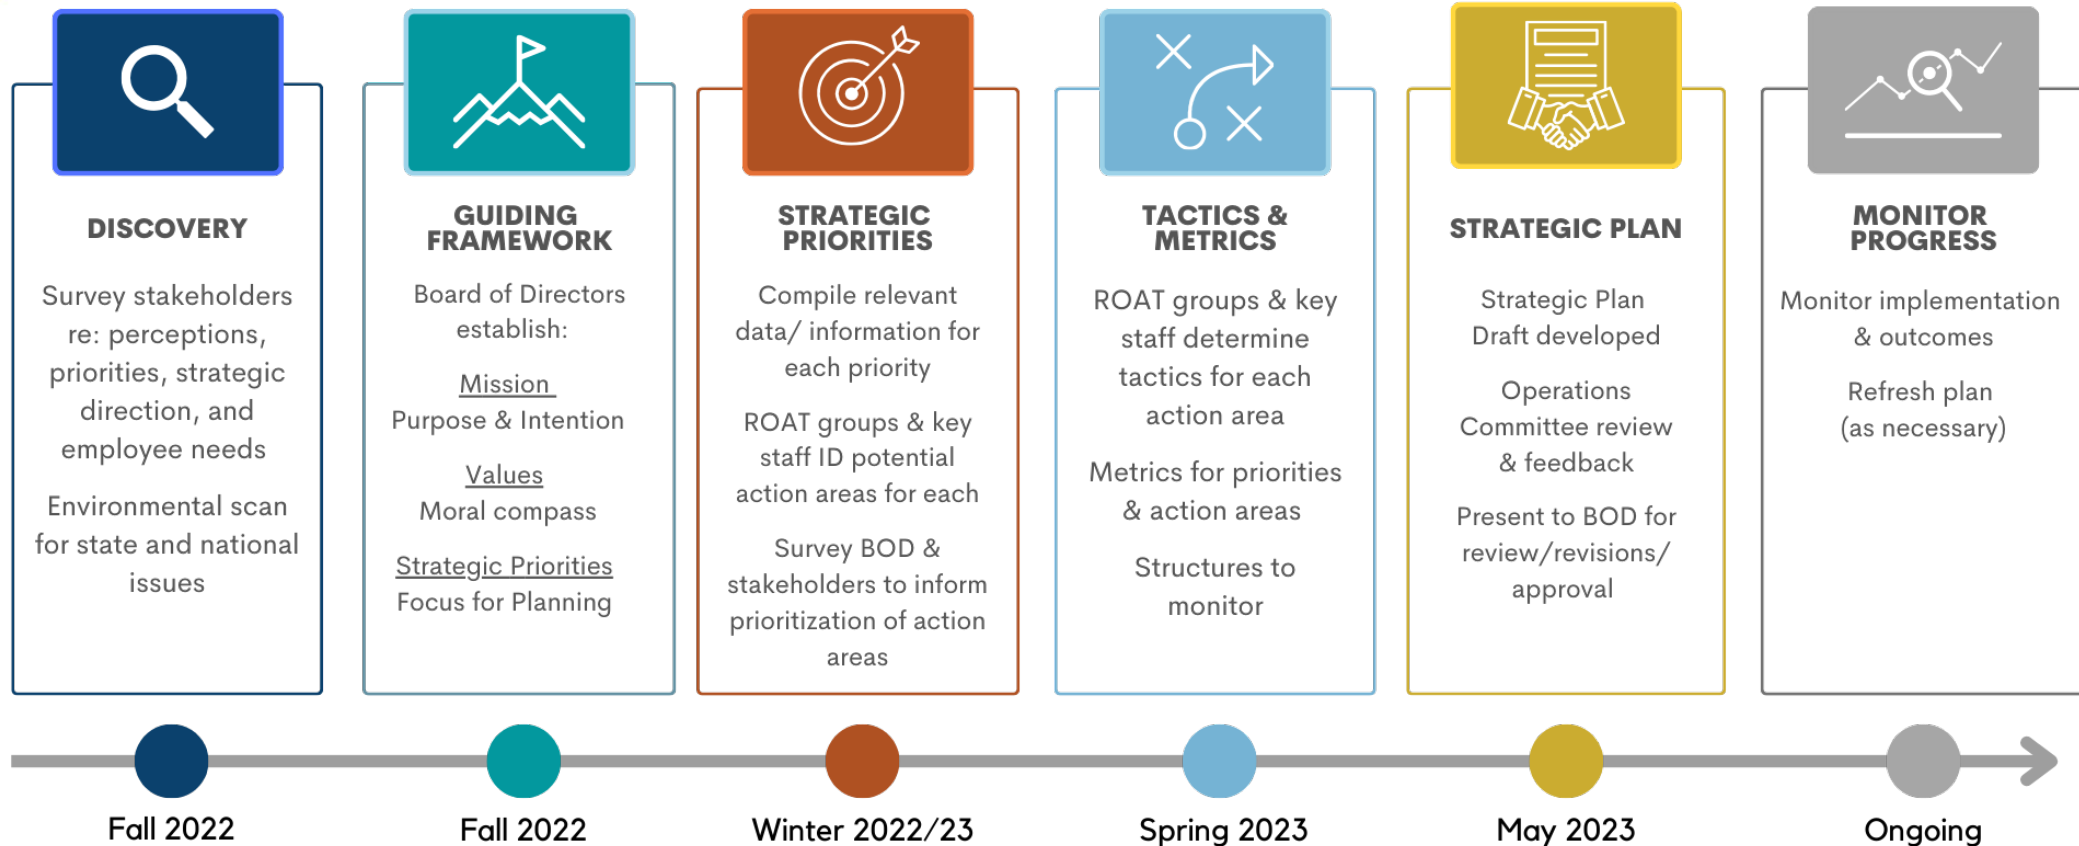 DISCOVERY
Survey stakeholders
re: perceptions,
priorities, strategic
direction, and
employee needs
Environmental scan
for state and national
issues
Fall 2022
GUIDING
FRAMEWORK
Board of Directors
establish:
Mission
Purpose & Intention
Values
Moral compass
Strategic Priorities
Focus for Planning
Fall 2022
STRATEGIC
PRIORITIES
Compile relevant
data/ information for
each priority
ROAT groups & key
staff ID potential
action areas for each
Survey BOD &
stakeholders to inform
prioritization of action
areas
Winter 2022/23
TACTICS &
METRICS
ROAT groups & key
staff determine
tactics for each
action area
Metrics for priorities
& action areas
Structures to
monitor
Spring 2023
STRATEGIC PLAN
Strategic Plan
Draft developed
Operations
Committee review
& feedback
Present to BOD for
review/revisions/
approval
May 2023
MONITOR
PROGRESS
Monitor implementation
& outcomes
Refresh plan
(as necessary)
Ongoing